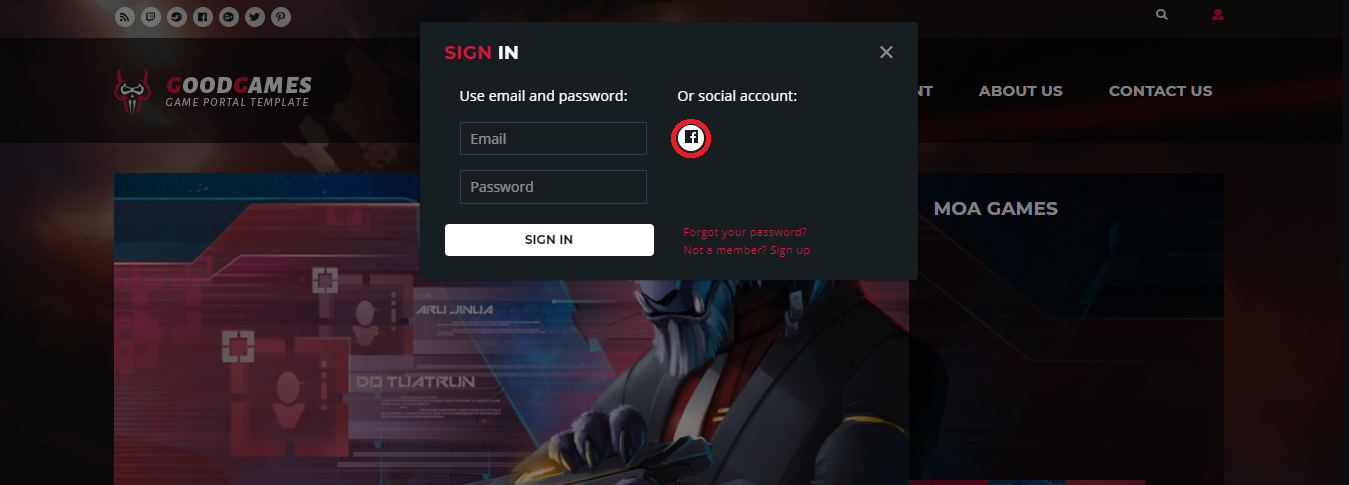 SIGN IN
GOODGAMES
GAME PORTAL TEMPLATE
NT
ABOUT US
CONTACT US
Use email and password:
Or social account:
Email
Password
SIGN IN
Forgot your password?
Not a member? Sign up
MOA GAMES
ARU JINUA
DO TUATRUN